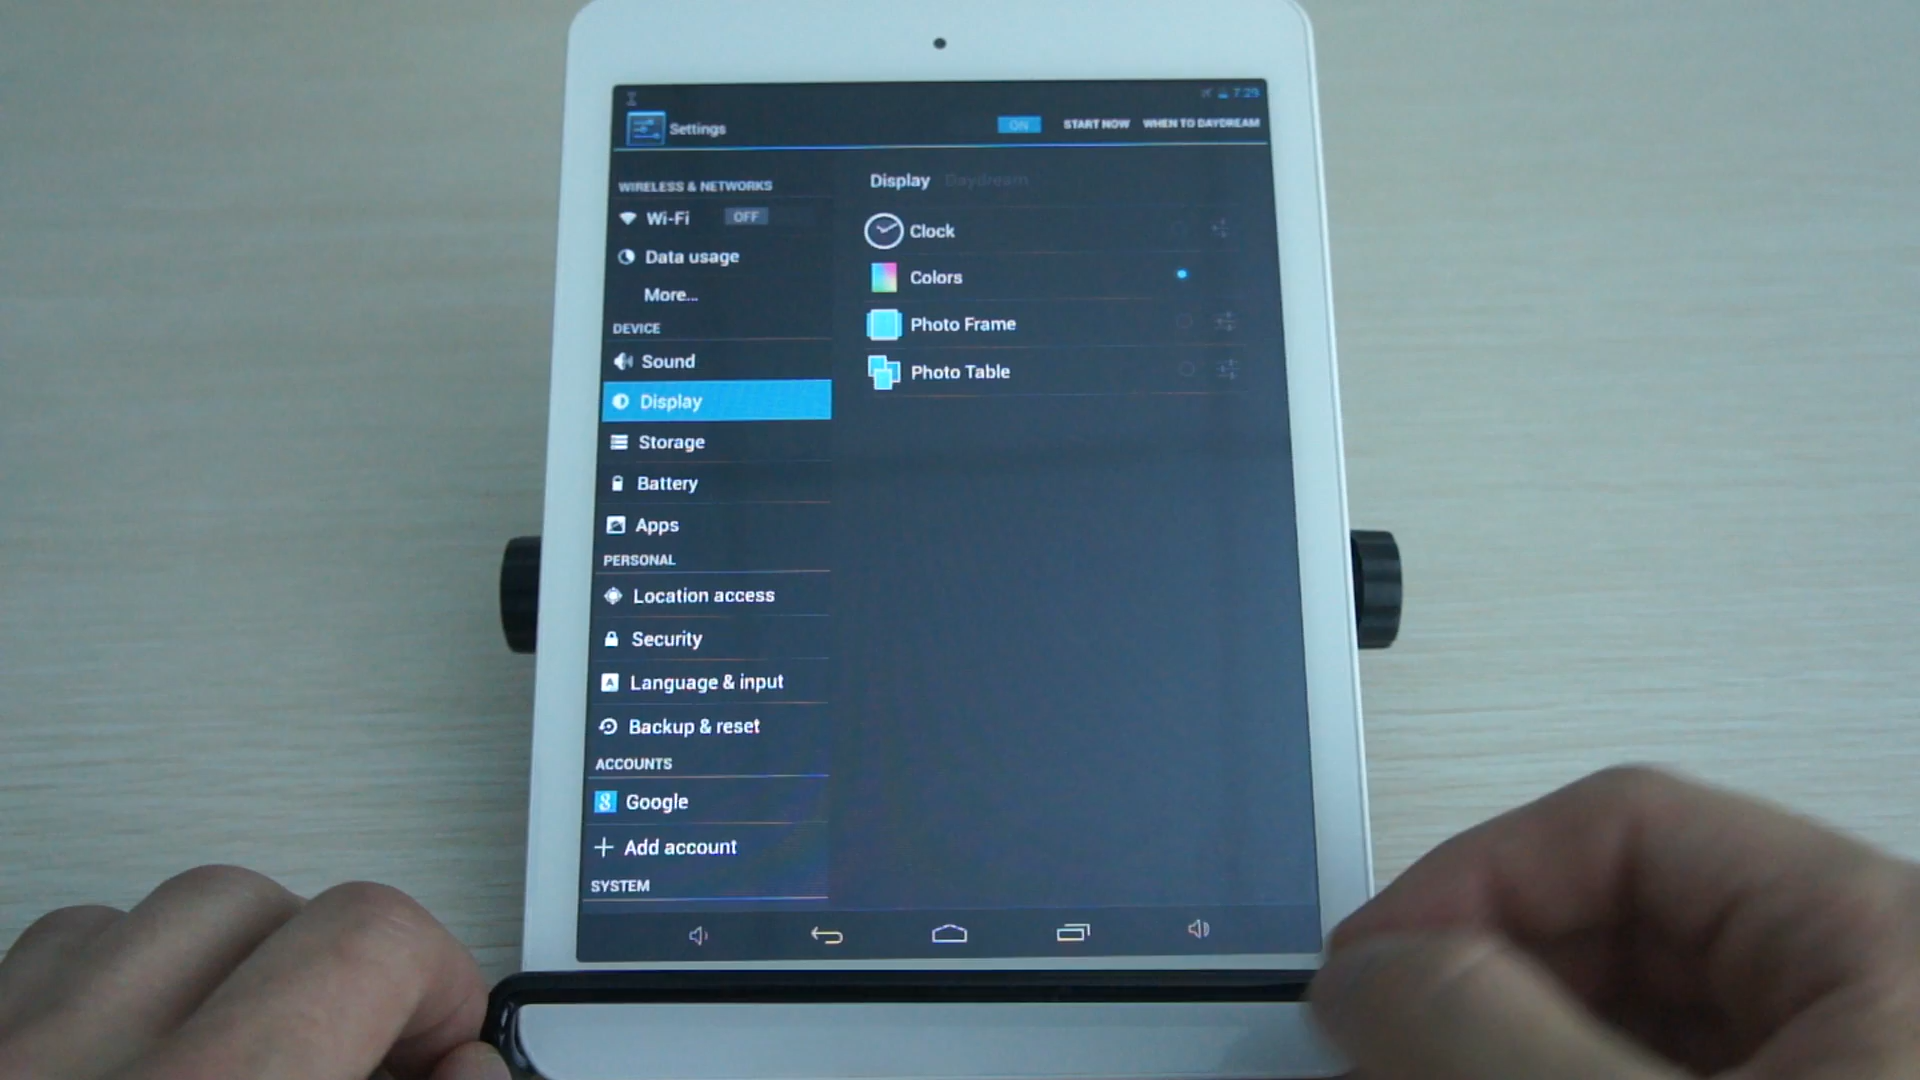 7:29
Settings
ON
START NOW
WHEN TO DAYDREAM
WIRELESS & NETWORKS
Wi-Fi
OFF
Data usage
More...
DEVICE
Sound
Display
Storage
Battery
Apps
PERSONAL
Location access
Security
Language & input
Backup & reset
ACCOUNTS
Google
Add account
SYSTEM
Display Daydream
Clock
Colors
Photo Frame
Photo Table